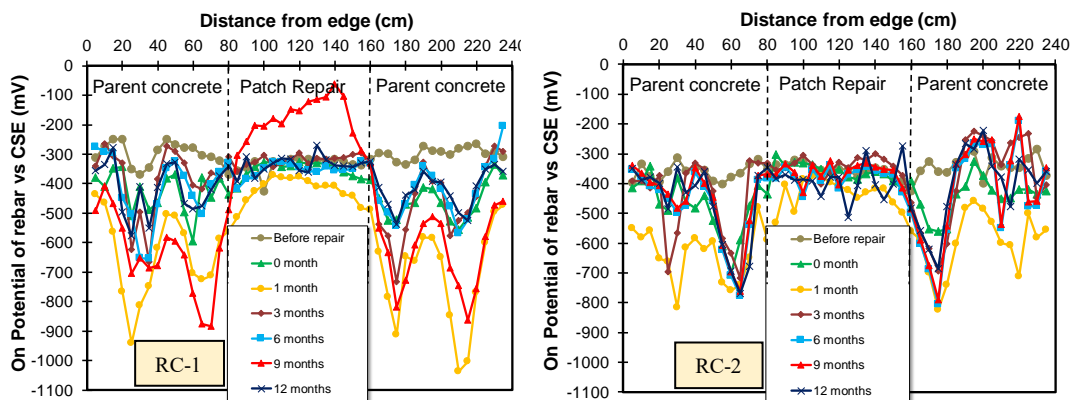 Distance from edge (cm)
0 20 40 60 80 100 120 140 160 180 200 220 240
Parent concrete Patch Repair Parent concrete
On Potential of rebar vs CSE (mV)
0
-100
-200
-300
-400
-500
-600
-700
-800
-900
-1000
-1100
Before repair
0 month
1 month
3 months
6 months
9 months
12 months
RC-1
Distance from edge (cm)
0 20 40 60 80 100 120 140 160 180 200 220 240
Parent concrete Patch Repair Parent concrete
On Potential of rebar vs CSE (mV)
0
-100
-200
-300
-400
-500
-600
-700
-800
-900
-1000
-1100
Before repair
0 month
1 month
3 months
6 months
9 months
12 months
RC-2